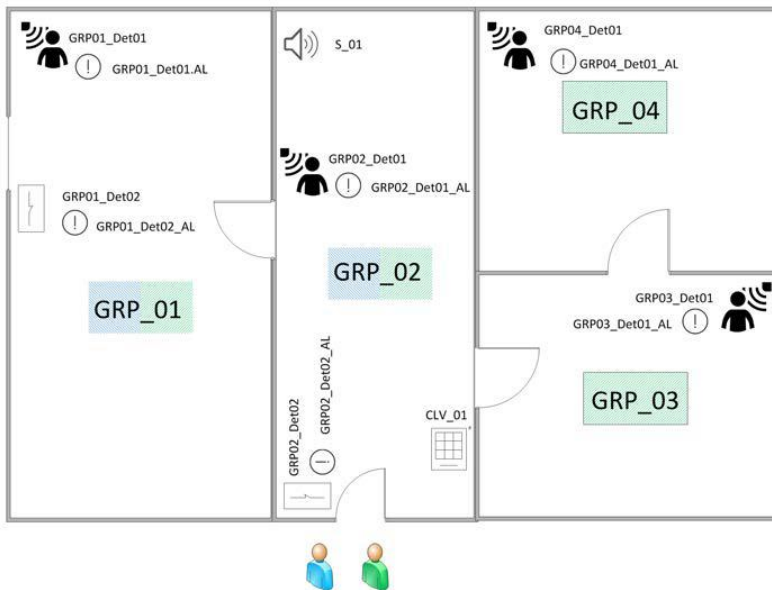 GRP01_Det01
GRP01_Det01.AL
GRP01_Det02
GRP01_Det02_AL
GRP_01
S_01
GRP02_Det01
GRP02_Det01_AL
GRP_02
GRP02_Det02
GRP02_Det02_AL
CLV_01
GRP04_Det01
GRP04_Det01_AL
GRP_04
GRP03_Det01
GRP03_Det01_AL
GRP_03